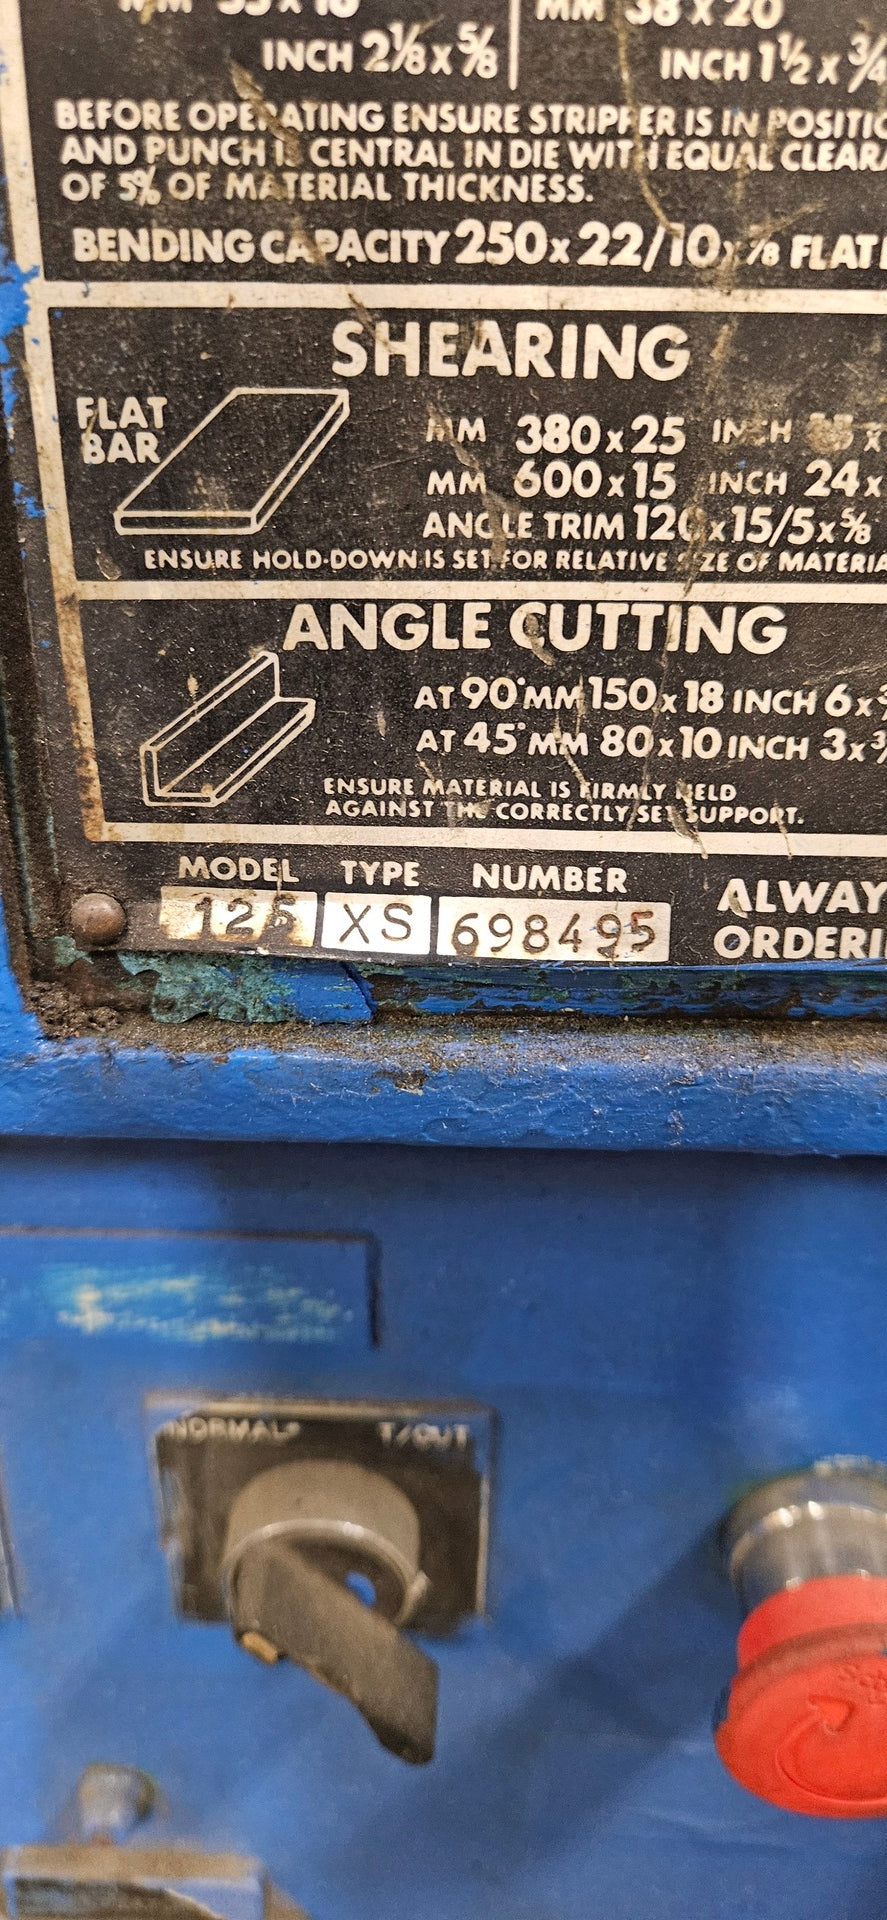 MM 55 x 16
MM 38 x 20
INCH 2⅛ x ⅝
INCH 1½ x ¾
BEFORE OPERATING ENSURE STRIPPER IS IN
AND PUNCH IS CENTRAL IN DIE WITH EQUAL
OF 5% OF MATERIAL THICKNESS.
BENDING CAPACITY 250 x 22/10 x ⅞ FLAT
SHEARING
FLAT
BAR
MM 380 x 25 INCH
MM 600 x 15 INCH 24 x
ANGLE TRIM 120 x 15/5 x ⅝
ENSURE HOLD-DOWN IS SET FOR RELATIVE SIZE OF
ANGLE CUTTING
AT 90° MM 150 x 18 INCH 6 x
AT 45° MM 80 x 10 INCH 3 x
ENSURE MATERIAL IS FIRMLY HELD
AGAINST THE CORRECTLY SET SUPPORT.
MODEL TYPE NUMBER
125 XS 698495
NORMAL T/OUT